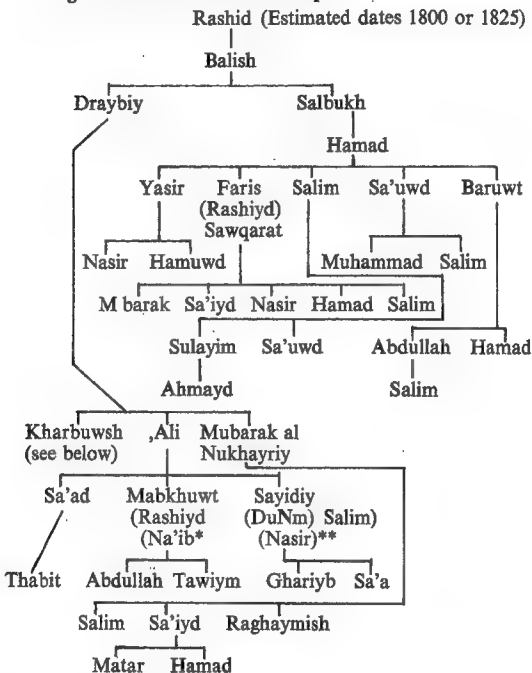 Rashid (Estimated dates 1800 or 1825)
Balish
Draybiy Salbukh
Hamad
Yasir Faris Salim Sa'uwd Baruwt
(Rashiyd)
Sawqarat
Nasir Hamuwd Muhammad Salim
M barak Sa'iyd Nasir Hamad Salim
Sulayim Sa'uwd Abdullah Hamad
Ahmayd Salim
Kharbuwsh ,Ali Mubarak al
(see below) Nukhayriy
Sa'ad Mabkhuwt Sayidiy
(Rashiyd (DuNm) Salim)
(Na'ib* (Nasir)**
Thabit Abdullah Tawiym Ghariyb Sa'a
Salim Sa'iyd Raghaymish
Matar Hamad